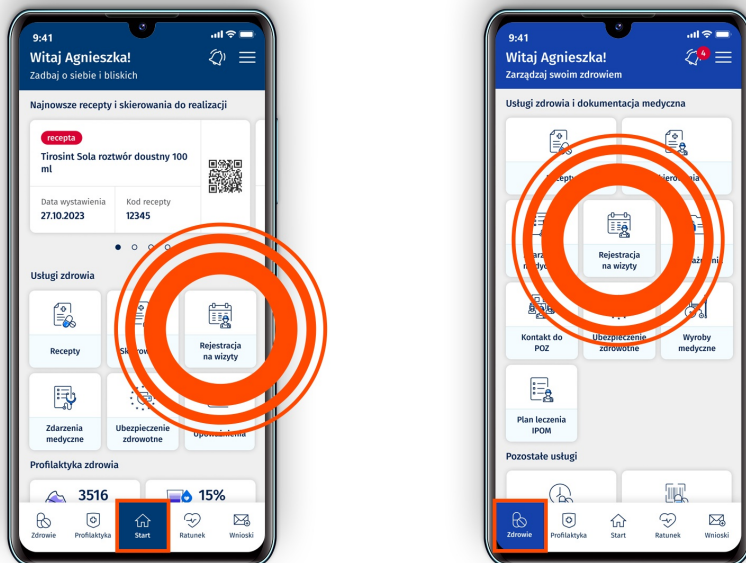 9:41
Witaj Agnieszka!
Zadbaj o siebie i bliskich
Najnowsze recepty i skierowania do realizacji
recepta
Tirosint Sola roztwór doustny 100
ml
Data wystawienia
Kod recepty
27.10.2023
12345
Usługi zdrowia
Recepty
Rejestracja
na wizyty
Zdarzenia
medyczne
Ubezpieczenie
zdrowotne
Profilaktyka zdrowia
3516
15%
Zdrowie
Profilaktyka
Start
Ratunek
Wnioski
9:41
Witaj Agnieszka!
4
Zarządzaj swoim zdrowiem
Usługi zdrowia i dokumentacja medyczna
Rejestracja
na wizyty
Kontakt do
POZ
Ubezpieczenie
zdrowotne
Wyroby
medyczne
Plan leczenia
IPOM
Pozostałe usługi
Zdrowie
Profilaktyka
Start
Ratunek
Wnioski